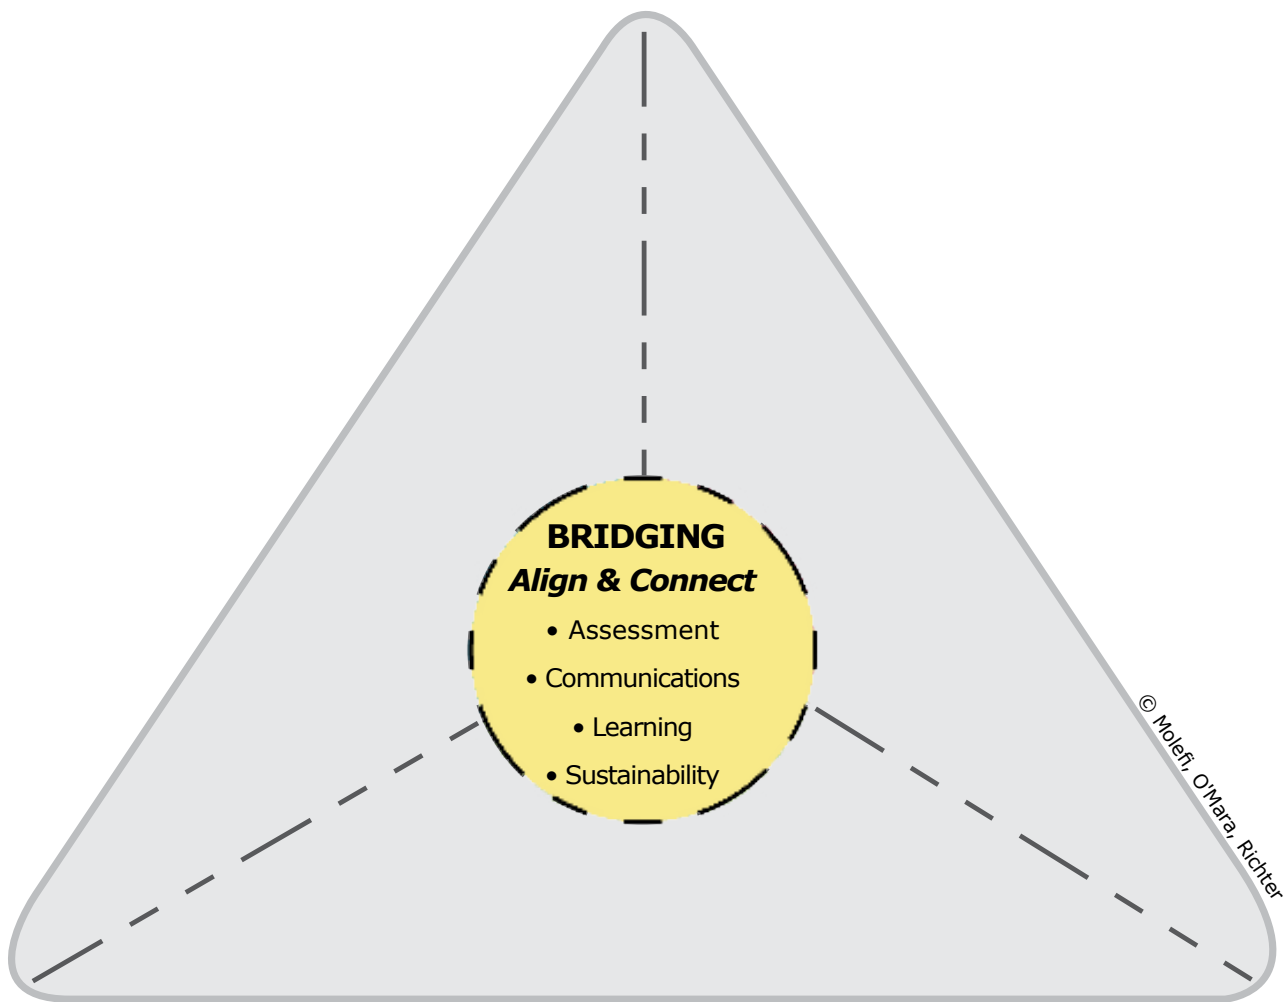 BRIDGING
Align & Connect
• Assessment
• Communications
• Learning
• Sustainability
© Molefi, O'Mara, Richter